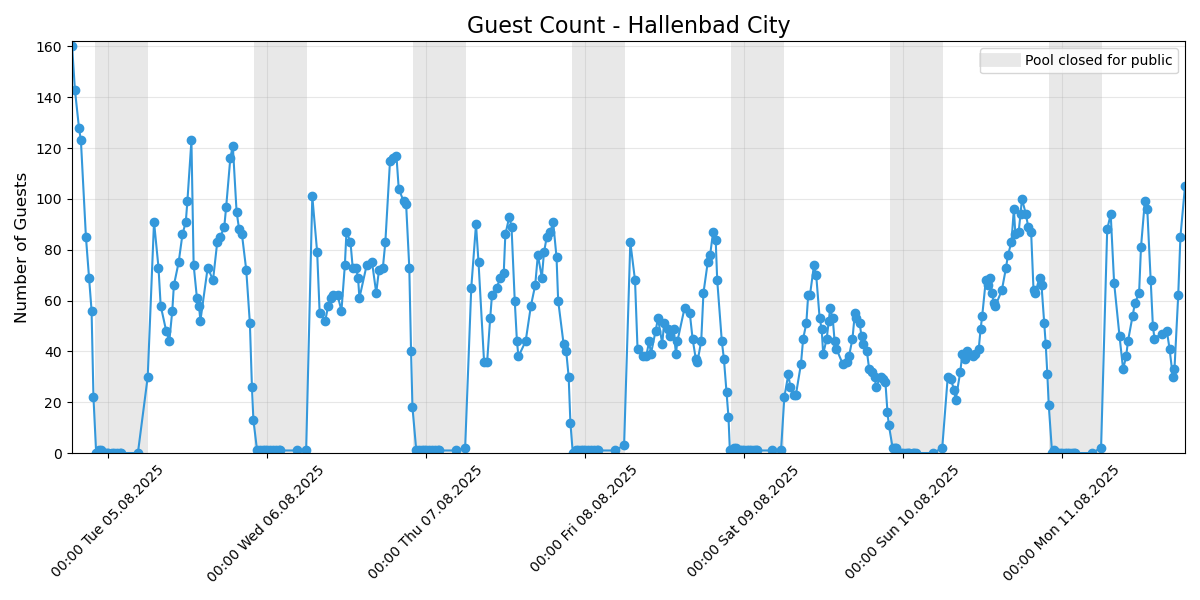 Guest Count - Hallenbad City
Pool closed for public
Number of Guests
160
140
120
100
80
60
40
20
0
00:00 Tue 05.08.2025
00:00 Wed 06.08.2025
00:00 Thu 07.08.2025
00:00 Fri 08.08.2025
00:00 Sat 09.08.2025
00:00 Sun 10.08.2025
00:00 Mon 11.08.2025